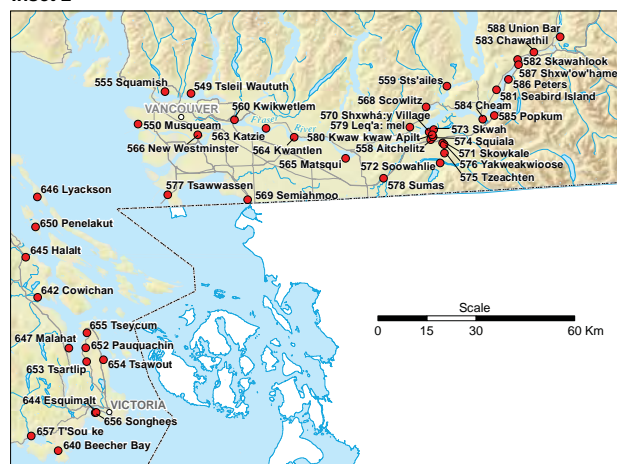 Inset 2
588 Union Bar
583 Chawathil
582 Skawahlook
587 Shxw'ow'hame
586 Peters
581 Seabird Island
555 Squamish
549 Tsleil Waututh
559 Sts'ailes
568 Scowlitz
584 Cheam
585 Popkum
VANCOUVER
560 Kwikwetlem
570 Shxwhá:y Village
550 Musqueam
563 Katzie
Fraser
River
579 Leq'a: mel
573 Skwah
566 New Westminster
580 Kwaw kwaw Apilt
574 Squiala
564 Kwantlen
558 Aitchelitz
571 Skowkale
565 Matsqui
572 Soowahlie
576 Yakweakwioose
575 Tzeachten
577 Tsawwassen
578 Sumas
569 Semiahmoo
646 Lyackson
650 Penelakut
645 Halalt
642 Cowichan
Scale
0 15 30 60 Km
655 Tseycum
647 Malahat
652 Pauquachin
653 Tsartlip
654 Tsawout
644 Esquimalt
VICTORIA
656 Songhees
657 T'Sou ke
640 Beecher Bay